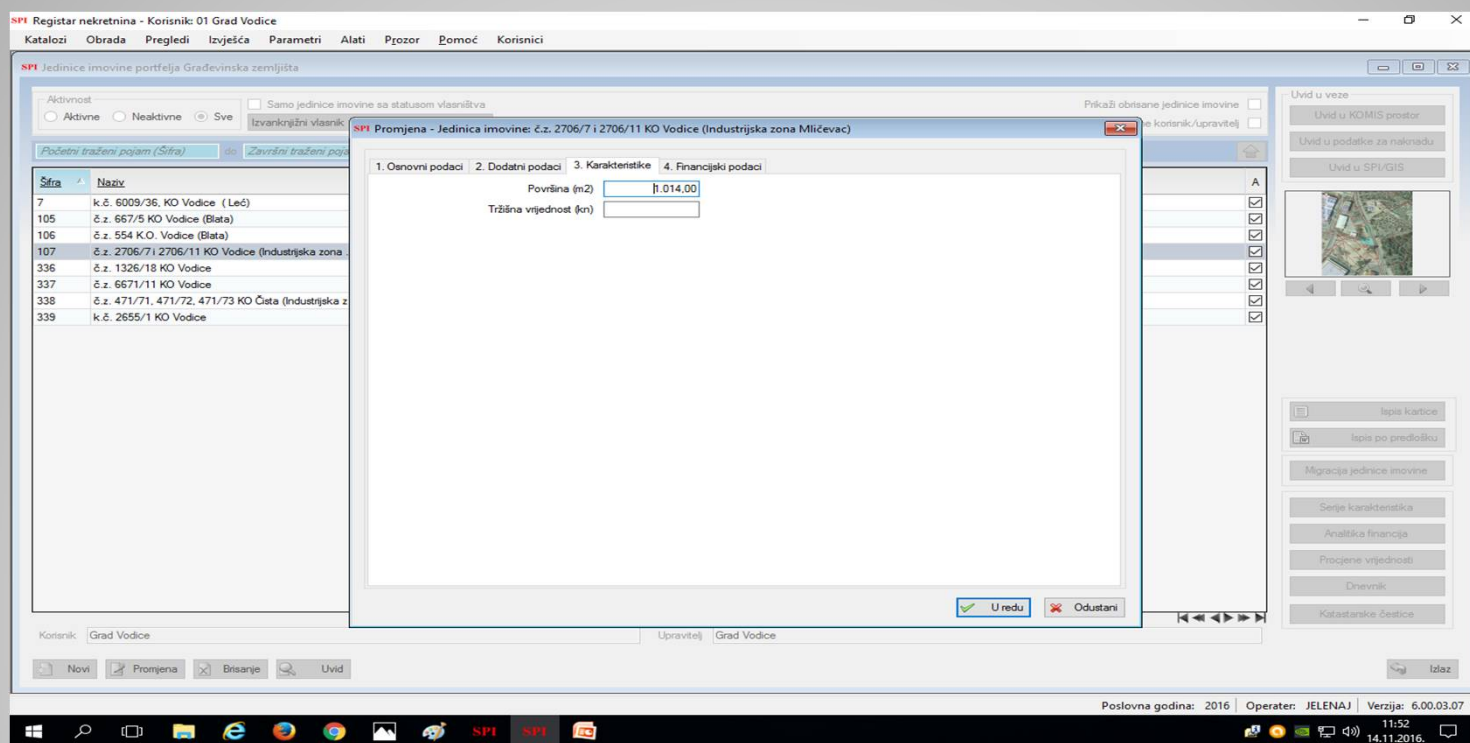 SPI Registar nekretnina - Korisnik: 01 Grad Vodice
Katalozi Obrada Pregledi Izvješća Parametri Alati Prozor Pomoć Korisnici
SPI Jedinice imovine portfelja Građevinska zemljišta
Aktivnost
Aktivne Neaktivne Sve
Samo jedinice imovine sa statusom vlasništva
Izvanknjižni vlasnik
Prikaži obrisane jedinice imovine
e korisnik/upravitelj
Početni traženi pojam (Šifra) do Završni traženi poja
Šifra Naziv A
7 k.č. 6009/36, KO Vodice (Leć)
105 č.z. 667/5 KO Vodice (Blata)
106 č.z. 554 K.O. Vodice (Blata)
107 č.z. 2706/7 i 2706/11 KO Vodice (Industrijska zona ..
336 č.z. 1326/18 KO Vodice
337 č.z. 6671/11 KO Vodice
338 č.z. 471/71, 471/72, 471/73 KO Čista (Industrijska z
339 k.č. 2655/1 KO Vodice
SPI Promjena - Jedinica imovine: č.z. 2706/7 i 2706/11 KO Vodice (Industrijska zona Mličevac)
1. Osnovni podaci 2. Dodatni podaci 3. Karakteristike 4. Financijski podaci
Površina (m2) 1.014,00
Tržišna vrijednost (kn)
U redu Odustani
Uvid u veze
Uvid u KOMIS prostor
Uvid u podatke za naknadu
Uvid u SPI/GIS
Ispis kartice
Ispis po predlošku
Migracija jedinice imovine
Serije karakteristika
Analitika financija
Procjene vrijednosti
Dnevnik
Katastarske čestice
Korisnik Grad Vodice Upravitelj Grad Vodice
Novi Promjena Brisanje Uvid Izlaz
Poslovna godina: 2016 Operater: JELENAJ Verzija: 6.00.03.07
SPI SPI
11:52
14.11.2016.